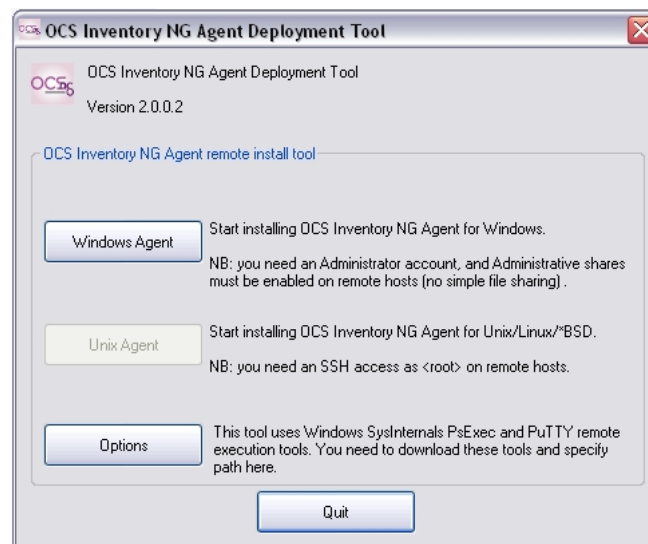 OCS Inventory NG Agent Deployment Tool
OCS Inventory NG Agent Deployment Tool
Version 2.0.0.2
OCS Inventory NG Agent remote install tool
Windows Agent
Start installing OCS Inventory NG Agent for Windows.
NB: you need an Administrator account, and Administrative shares
must be enabled on remote hosts (no simple file sharing) .
Unix Agent
Start installing OCS Inventory NG Agent for Unix/Linux/*BSD.
NB: you need an SSH access as <root> on remote hosts.
Options
This tool uses Windows SysInternals PsExec and PuTTY remote
execution tools. You need to download these tools and specify
path here.
Quit